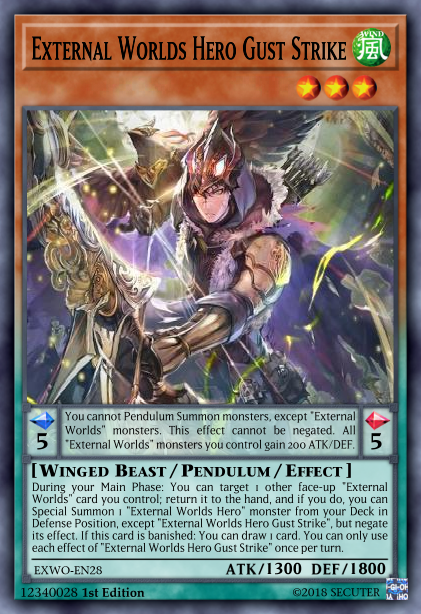 External Worlds Hero Gust Strike
WIND
風
5
You cannot Pendulum Summon monsters, except "External
Worlds" monsters. This effect cannot be negated. All
"External Worlds" monsters you control gain 200 ATK/DEF.
5
[Winged Beast / Pendulum / Effect]
During your Main Phase: You can target 1 other face-up "External
Worlds" card you control; return it to the hand, and if you do, you can
Special Summon 1 "External Worlds Hero" monster from your Deck in
Defense Position, except "External Worlds Hero Gust Strike", but negate
its effect. If this card is banished: You can draw 1 card. You can only use
each effect of "External Worlds Hero Gust Strike" once per turn.
EXWO-EN28
ATK/1300 DEF/1800
12340028 1st Edition
©2018 SECUTER